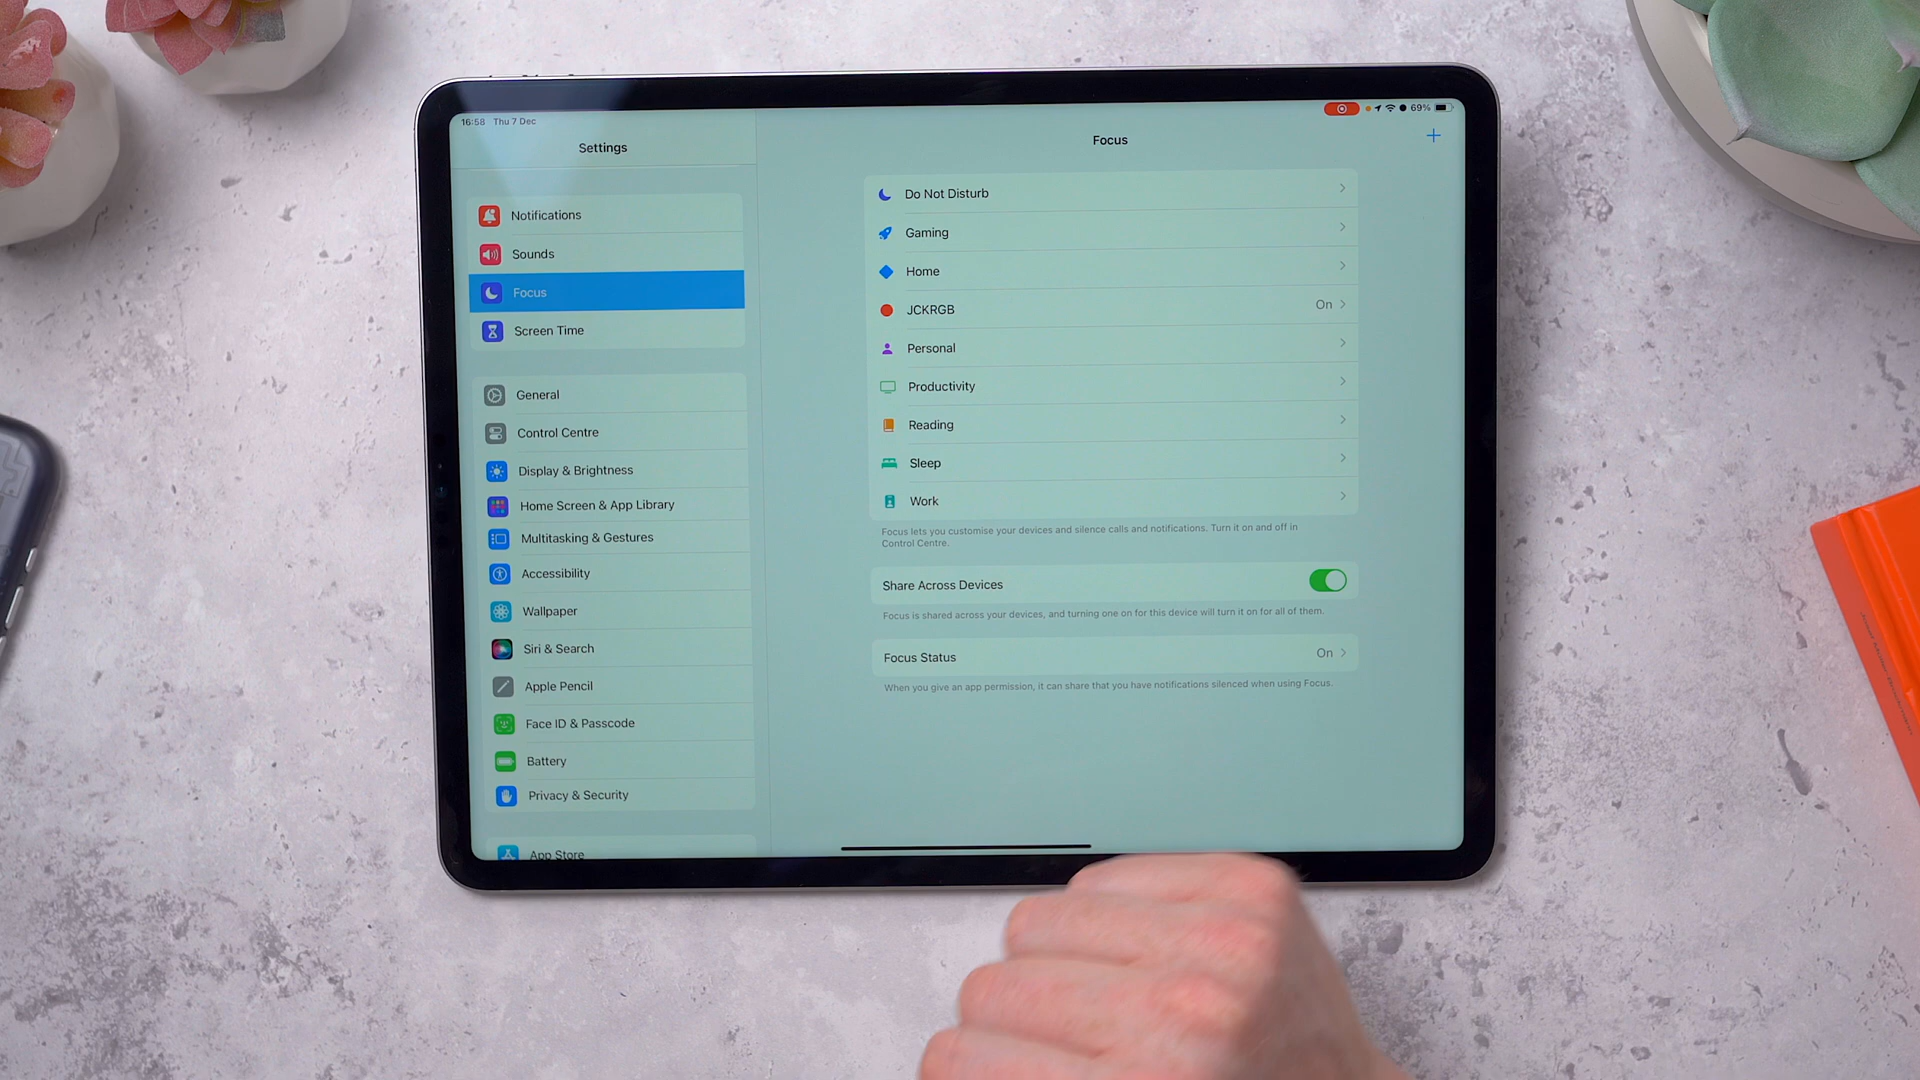 16:58 Thu 7 Dec
69%
Settings
Notifications
Sounds
Focus
Screen Time
General
Control Centre
Display & Brightness
Home Screen & App Library
Multitasking & Gestures
Accessibility
Wallpaper
Siri & Search
Apple Pencil
Face ID & Passcode
Battery
Privacy & Security
App Store
Focus
Do Not Disturb
Gaming
Home
JCKRGB On
Personal
Productivity
Reading
Sleep
Work
Focus lets you customise your devices and silence calls and notifications. Turn it on and off in
Control Centre.
Share Across Devices
Focus is shared across your devices, and turning one on for this device will turn it on for all of them.
Focus Status On
When you give an app permission, it can share that you have notifications silenced when using Focus.